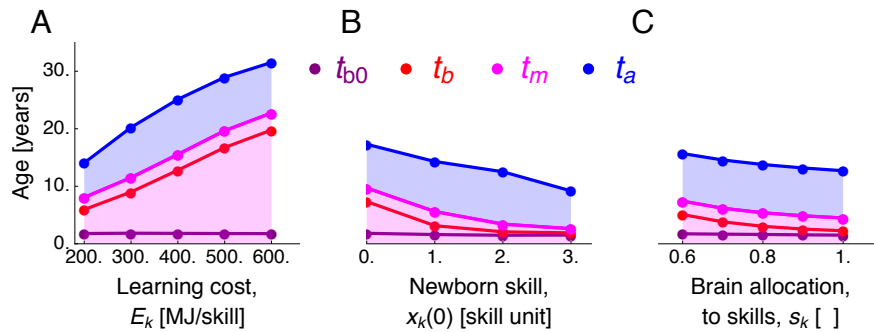 A
B
C
t_b0 t_b t_m t_a
Age [years]
30.
20.
10.
0.
200. 300. 400. 500. 600.
0. 1. 2. 3.
0.6 0.8 1.
Learning cost,
E_k [MJ/skill]
Newborn skill,
x_k(0) [skill unit]
Brain allocation,
to skills, s_k [ ]